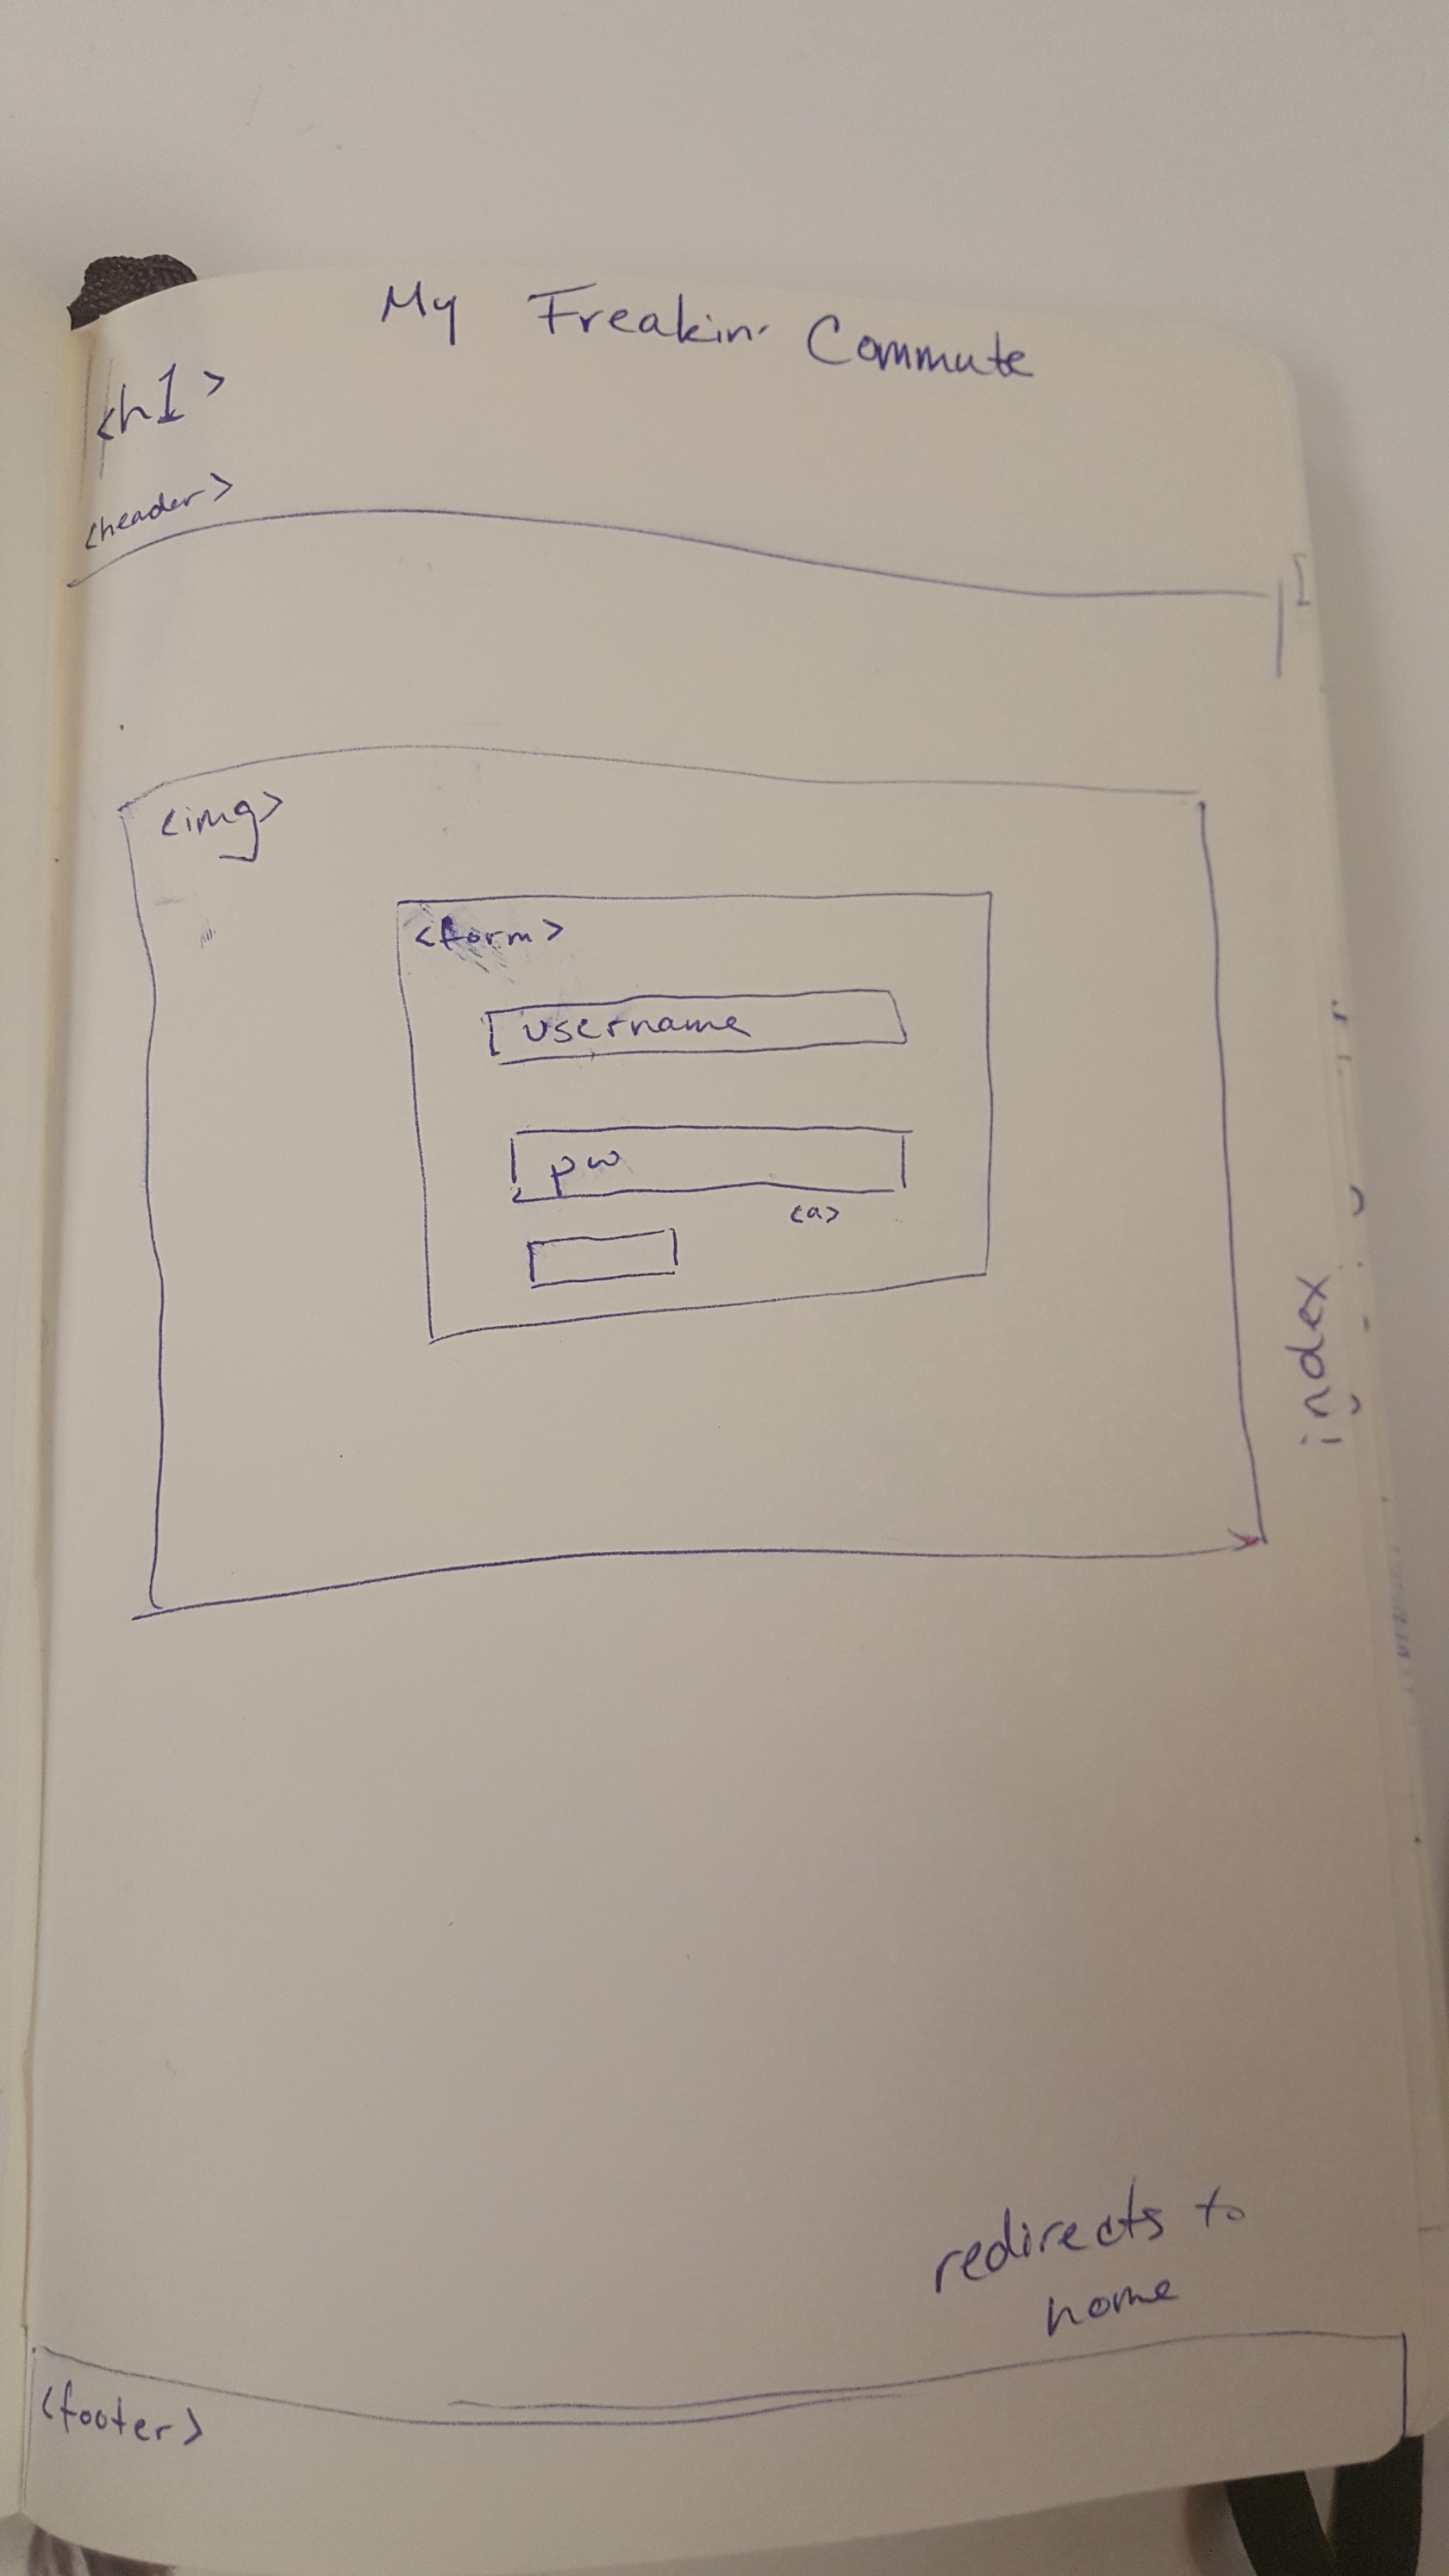 My Freakin' Commute
<h1>
<header>
<img>
<form>
username
pw
<a>
index
redirects to
home
<footer>